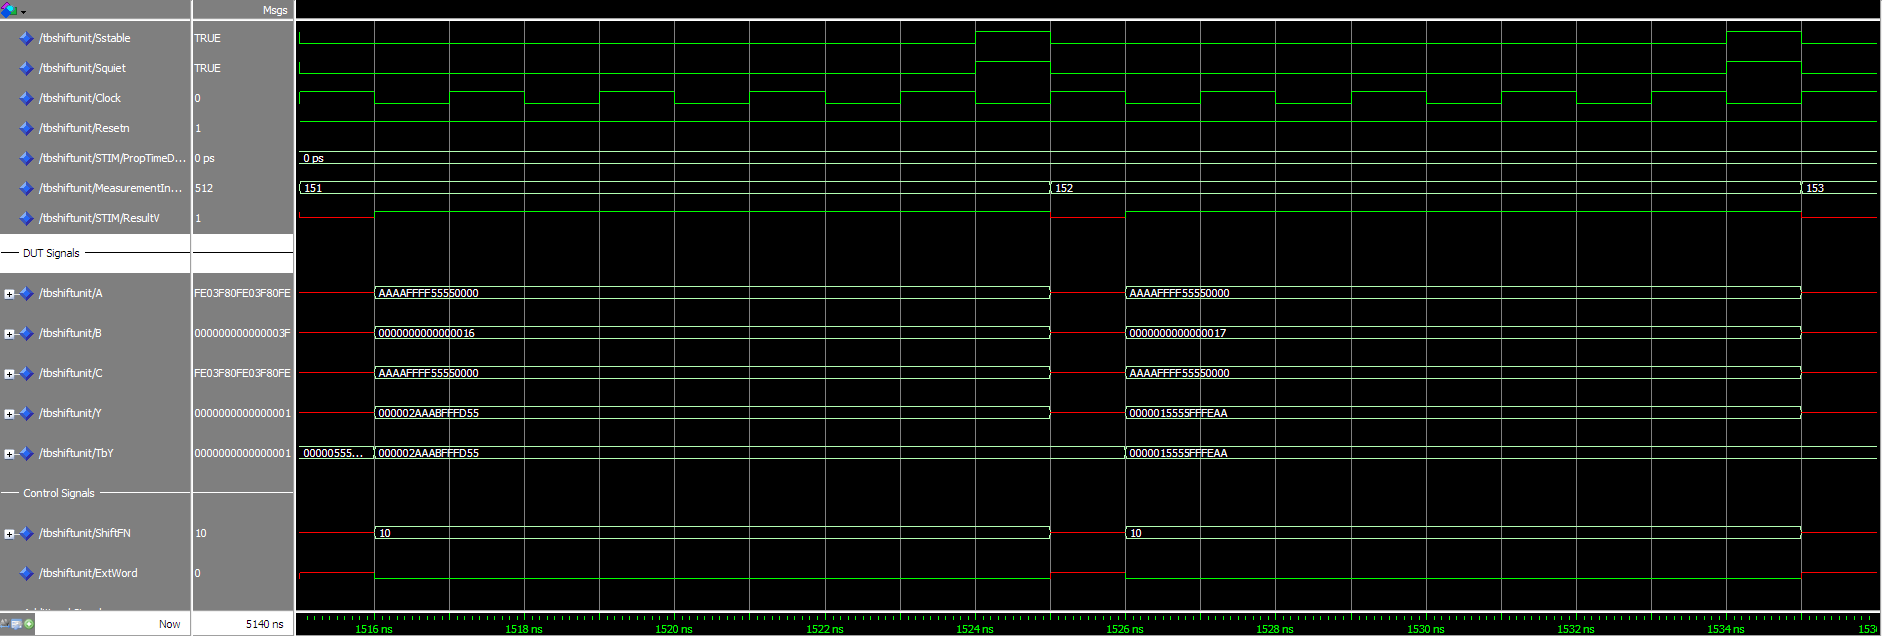 Msgs
/tbshiftunit/Sstable TRUE
/tbshiftunit/Squiet TRUE
/tbshiftunit/Clock 0
/tbshiftunit/Resetn 1
/tbshiftunit/STIM/PropTimeD... 0 ps 0 ps
/tbshiftunit/MeasurementIn... 512 151 152 153
/tbshiftunit/STIM/ResultV 1
DUT Signals
/tbshiftunit/A FE03F80FE03F80FE AAAAFFFF55550000 AAAAFFFF55550000
/tbshiftunit/B 000000000000003F 0000000000000016 0000000000000017
/tbshiftunit/C FE03F80FE03F80FE AAAAFFFF55550000 AAAAFFFF55550000
/tbshiftunit/Y 0000000000000001 000002AAABFFFD55 0000015555FFFEAA
/tbshiftunit/TbY 0000000000000001 00000555... 000002AAABFFFD55 0000015555FFFEAA
Control Signals
/tbshiftunit/ShiftFN 10 10 10
/tbshiftunit/ExtWord 0
Now 5140 ns 1516 ns 1518 ns 1520 ns 1522 ns 1524 ns 1526 ns 1528 ns 1530 ns 1532 ns 1534 ns 153